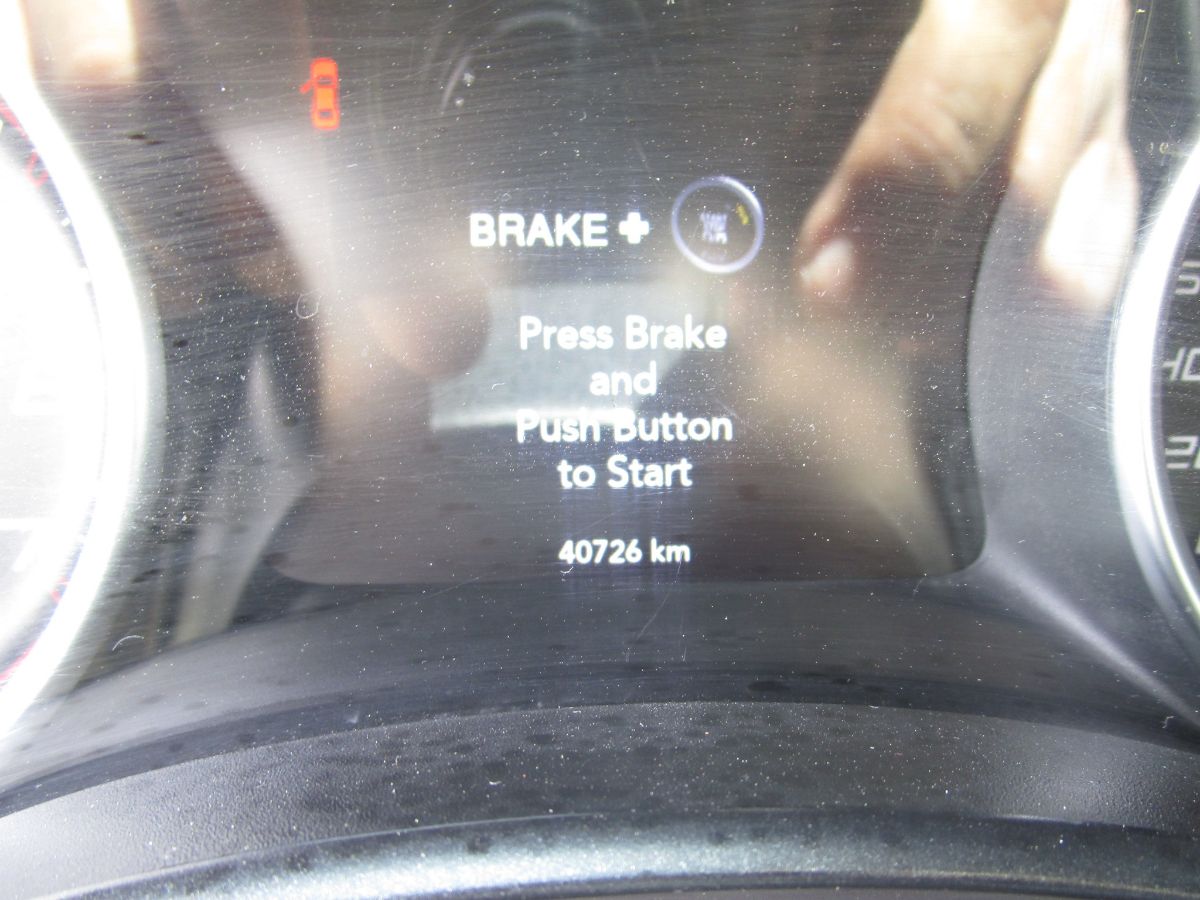 BRAKE +
Press Brake
and
Push Button
to Start
40726 km